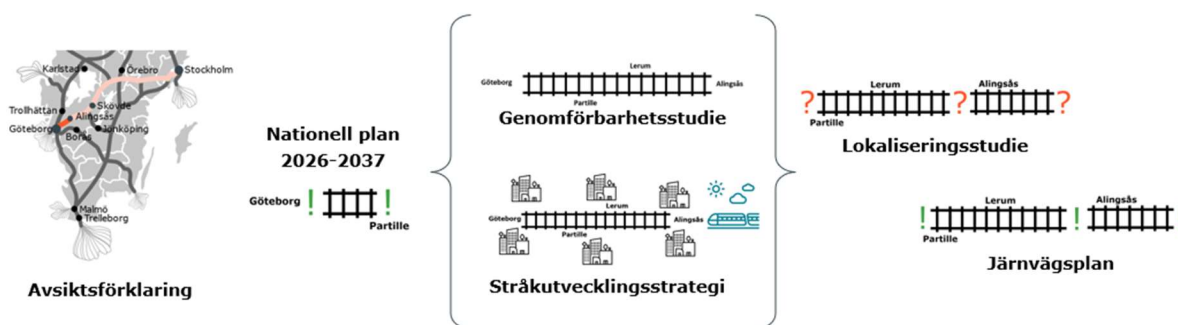 Karlstad
Örebro
Stockholm
Trollhättan
Skövde
Alingsås
Göteborg
Borås
Jönköping
Malmö
Trelleborg
Avsiktsförklaring
Nationell plan
2026-2037
Göteborg ! !
Partille
Lerum
Göteborg
Alingsås
Partille
Genomförbarhetsstudie
Lerum
Göteborg
Alingsås
Partille
Stråkutvecklingsstrategi
Lerum
Alingsås
? ? ?
Partille
Lokaliseringsstudie
Lerum
Alingsås
! !
Partille
Järnvägsplan